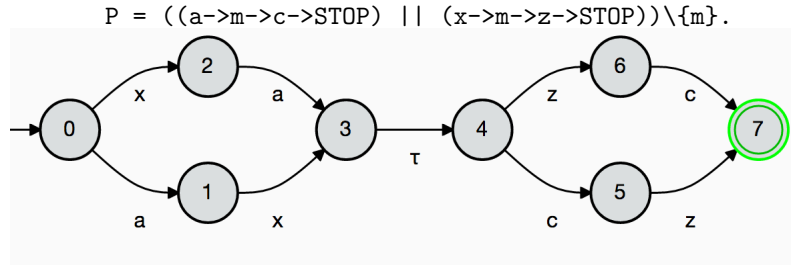 P = ((a->m->c->STOP) || (x->m->z->STOP))\{m}.
2 6
x a z c
0 3 4 7
τ
1 5
a x c z